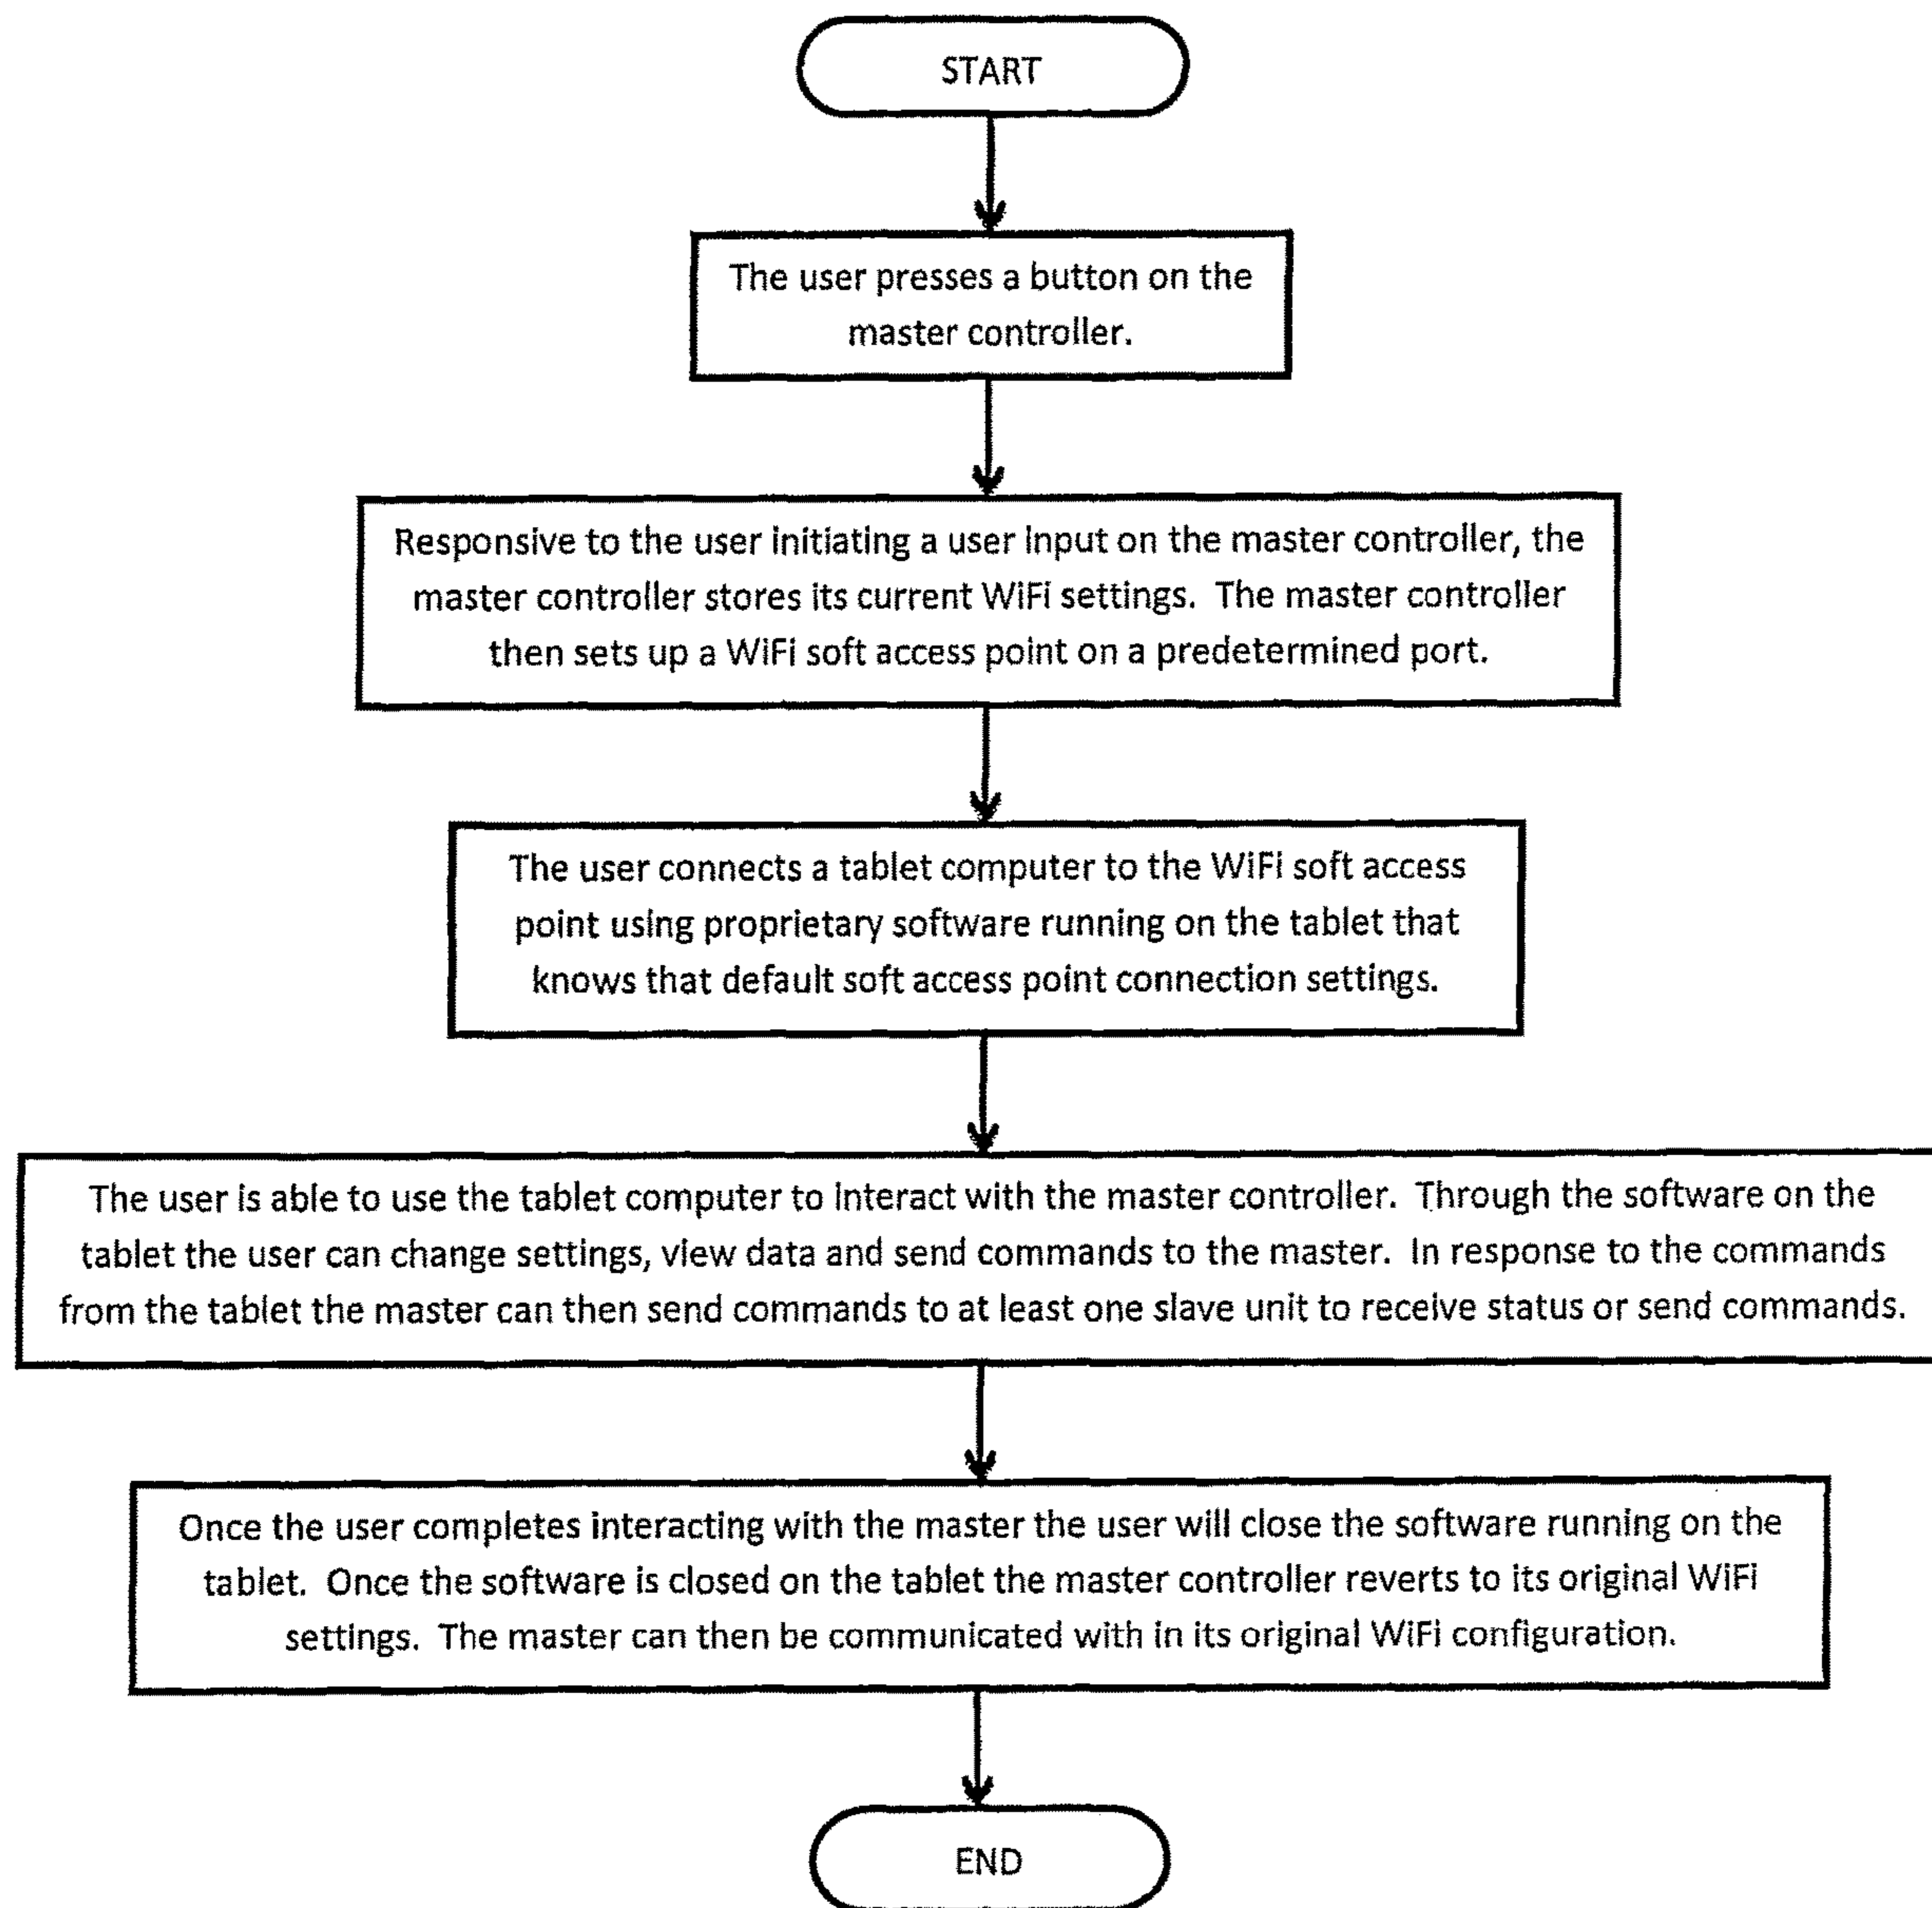 START
The user presses a button on the
master controller.
Responsive to the user initiating a user input on the master controller, the
master controller stores its current WiFi settings. The master controller
then sets up a WiFi soft access point on a predetermined port.
The user connects a tablet computer to the WiFi soft access
point using proprietary software running on the tablet that
knows that default soft access point connection settings.
The user is able to use the tablet computer to interact with the master controller. Through the software on the
tablet the user can change settings, view data and send commands to the master. In response to the commands
from the tablet the master can then send commands to at least one slave unit to receive status or send commands.
Once the user completes interacting with the master the user will close the software running on the
tablet. Once the software is closed on the tablet the master controller reverts to its original WiFi
settings. The master can then be communicated with in its original WiFi configuration.
END